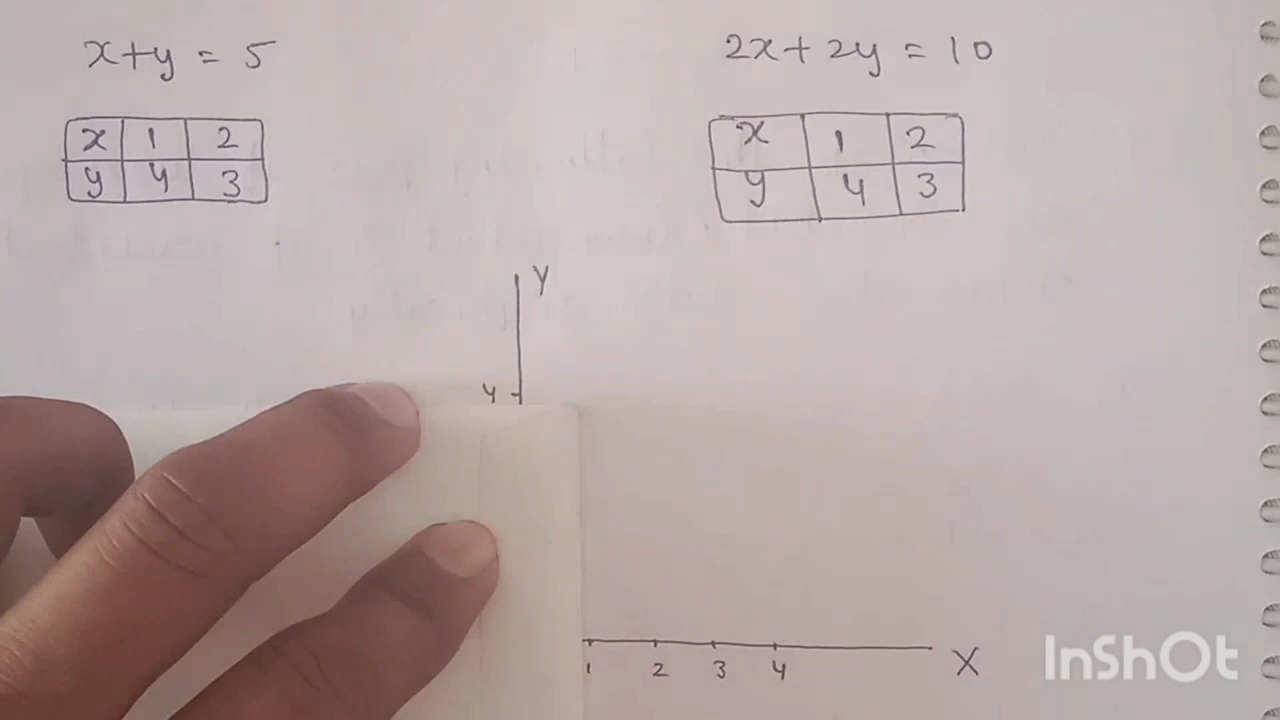 x+y = 5
2x+2y = 10
x 1 2
y 4 3
x 1 2
y 4 3
Y
4
1 2 3 4 X
InShOt